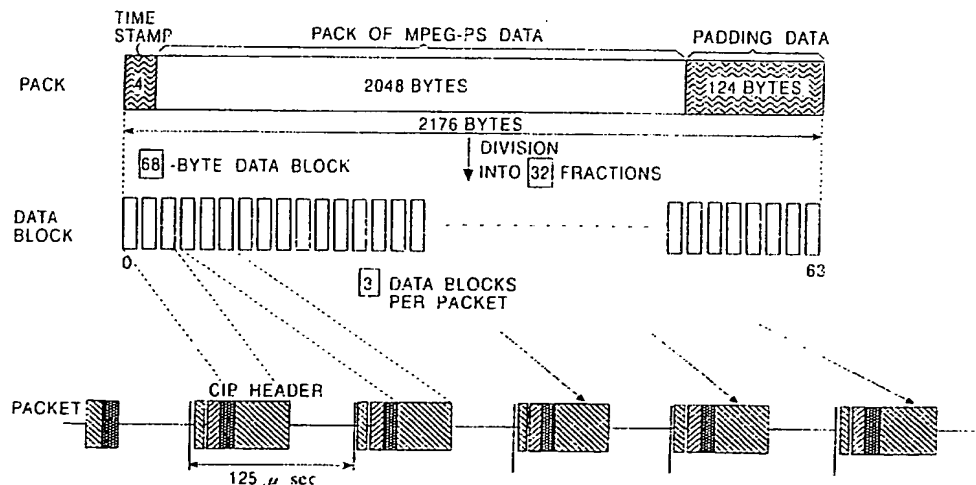 TIME
STAMP
PACK OF MPEG-PS DATA
PADDING DATA
PACK
4
2048 BYTES
124 BYTES
2176 BYTES
68 -BYTE DATA BLOCK
DIVISION
INTO 32 FRACTIONS
DATA
BLOCK
0
63
3 DATA BLOCKS
PER PACKET
CIP HEADER
PACKET
125 μ sec